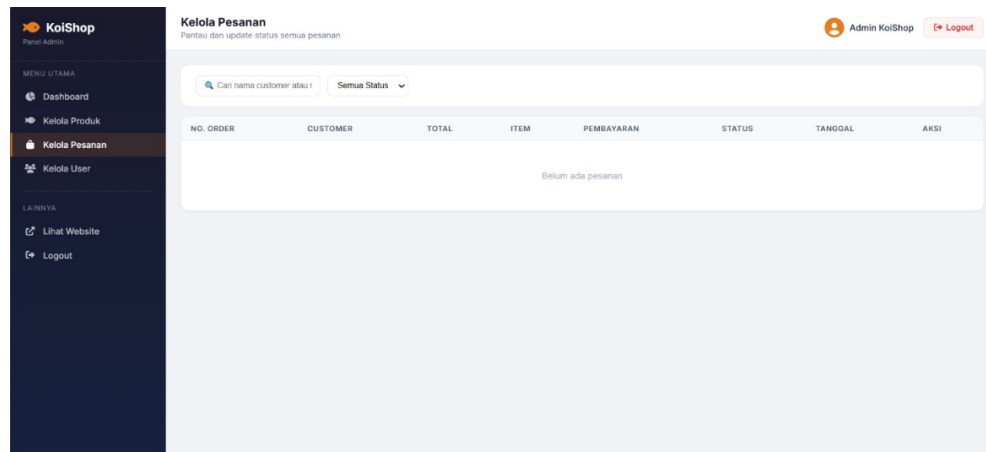 KoiShop
Panel Admin
MENU UTAMA
Dashboard
Kelola Produk
Kelola Pesanan
Kelola User
LAINNYA
Lihat Website
Logout
Kelola Pesanan
Pantau dan update status semua pesanan
Admin KoiShop
Logout
Cari nama customer atau r
Semua Status
NO. ORDER CUSTOMER TOTAL ITEM PEMBAYARAN STATUS TANGGAL AKSI
Belum ada pesanan